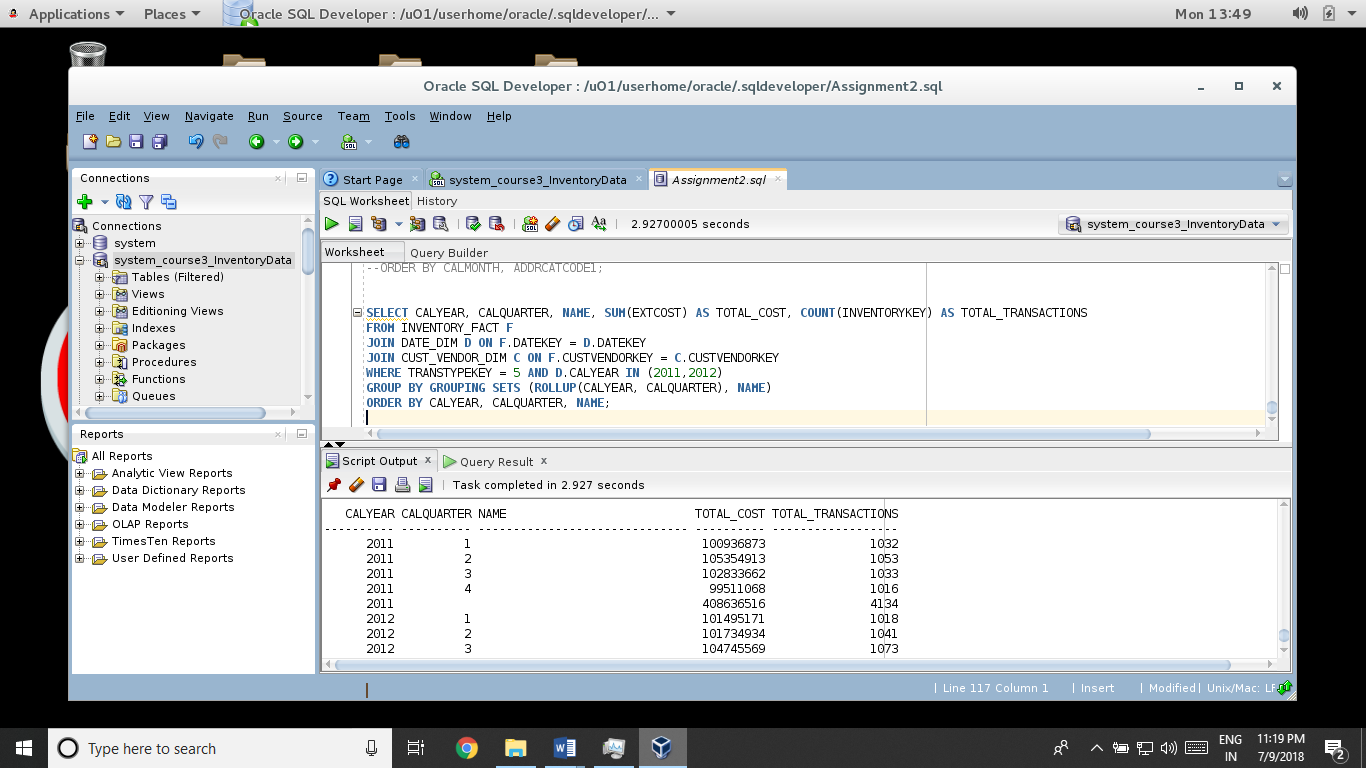 Applications Places Oracle SQL Developer : /u01/userhome/oracle/.sqldeveloper/... Mon 13:49
Oracle SQL Developer : /u01/userhome/oracle/.sqldeveloper/Assignment2.sql
File Edit View Navigate Run Source Team Tools Window Help
Connections
Connections
system
system_course3_InventoryData
Tables (Filtered)
Views
Editioning Views
Indexes
Packages
Procedures
Functions
Queues
Reports
All Reports
Analytic View Reports
Data Dictionary Reports
Data Modeler Reports
OLAP Reports
TimesTen Reports
User Defined Reports
Start Page system_course3_InventoryData Assignment2.sql
SQL Worksheet History
2.92700005 seconds system_course3_InventoryData
Worksheet Query Builder
--ORDER BY CALMONTH, ADDRCATCODE1;
SELECT CALYEAR, CALQUARTER, NAME, SUM(EXTCOST) AS TOTAL_COST, COUNT(INVENTORYKEY) AS TOTAL_TRANSACTIONS
FROM INVENTORY_FACT F
JOIN DATE_DIM D ON F.DATEKEY = D.DATEKEY
JOIN CUST_VENDOR_DIM C ON F.CUSTVENDORKEY = C.CUSTVENDORKEY
WHERE TRANSTYPEKEY = 5 AND D.CALYEAR IN (2011,2012)
GROUP BY GROUPING SETS (ROLLUP(CALYEAR, CALQUARTER), NAME)
ORDER BY CALYEAR, CALQUARTER, NAME;
Script Output x Query Result x
Task completed in 2.927 seconds
CALYEAR CALQUARTER NAME TOTAL_COST TOTAL_TRANSACTIONS
---------- ---------- ------------------------------ ---------- ------------------
2011 1 100936873 1032
2011 2 105354913 1053
2011 3 102833662 1033
2011 4 99511068 1016
2011 408636516 4134
2012 1 101495171 1018
2012 2 101734934 1041
2012 3 104745569 1073
| Line 117 Column 1 | Insert | Modified| Unix/Mac: LF
Type here to search
ENG
IN
11:19 PM
7/9/2018
2